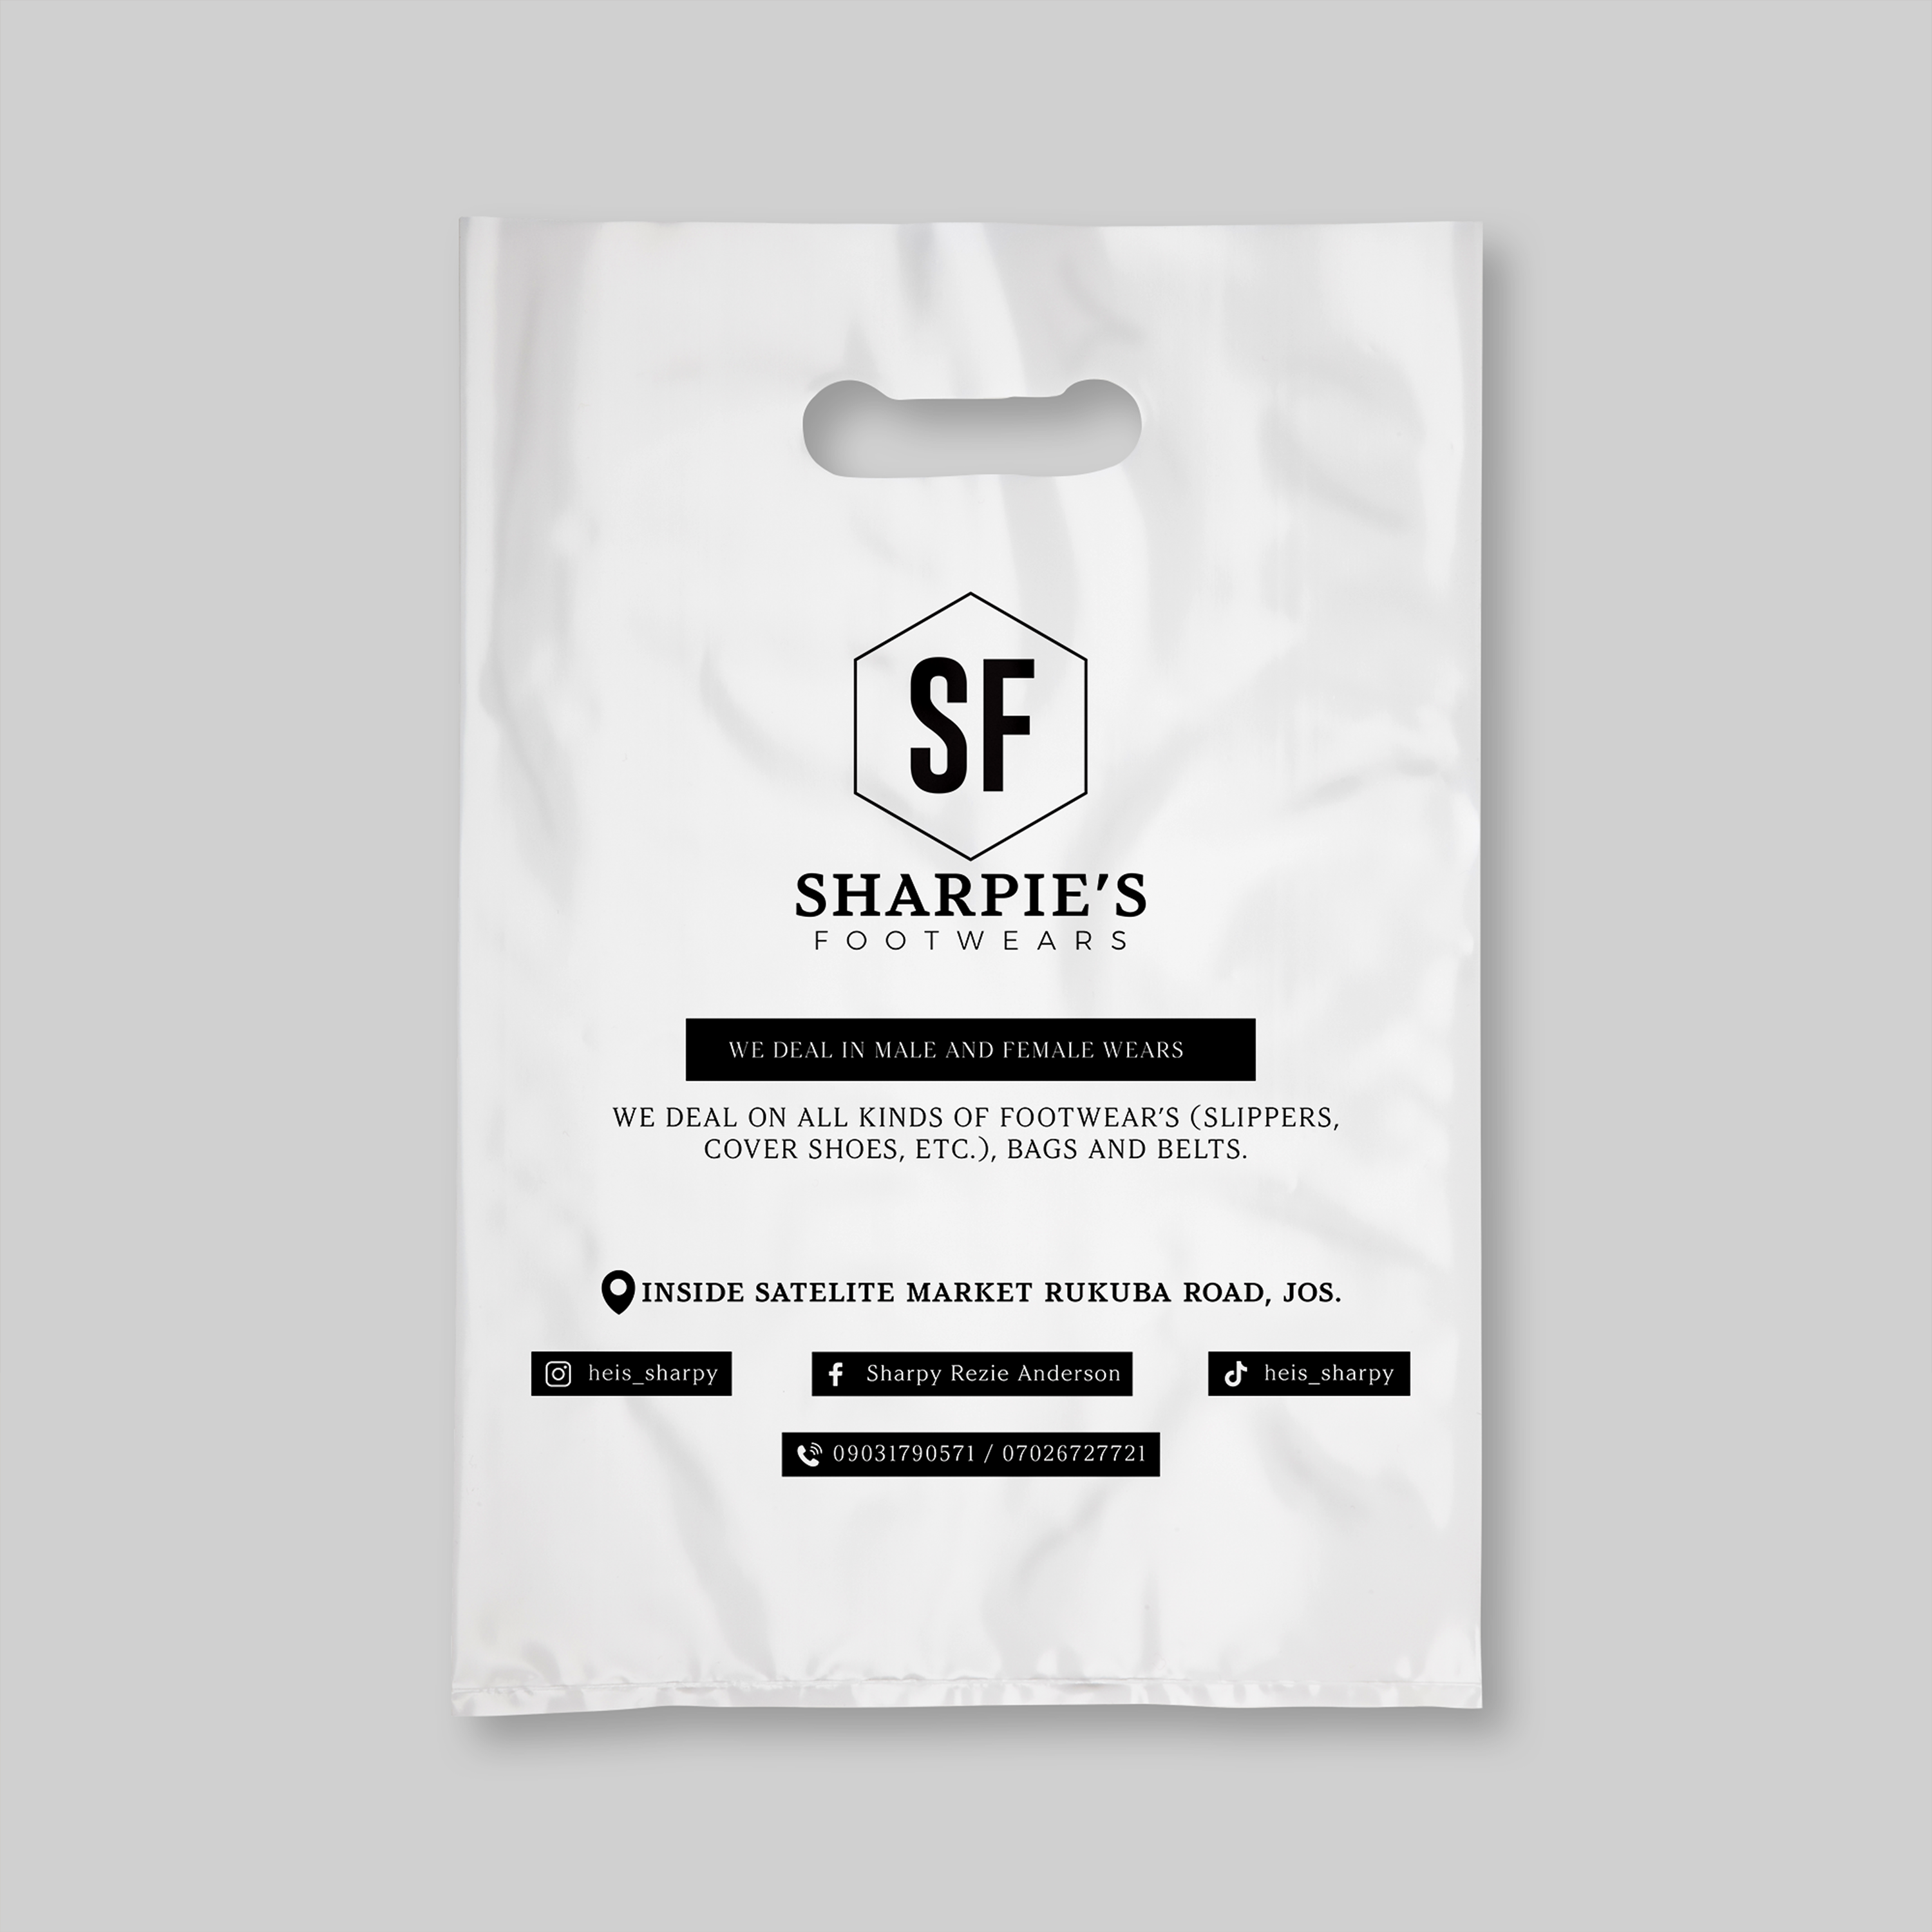 SF
SHARPIE'S
FOOTWEARS
WE DEAL IN MALE AND FEMALE WEARS
WE DEAL ON ALL KINDS OF FOOTWEAR'S (SLIPPERS,
COVER SHOES, ETC.), BAGS AND BELTS.
INSIDE SATELITE MARKET RUKUBA ROAD, JOS.
heis_sharpy
Sharpy Rezie Anderson
heis_sharpy
09031790571 / 07026727721